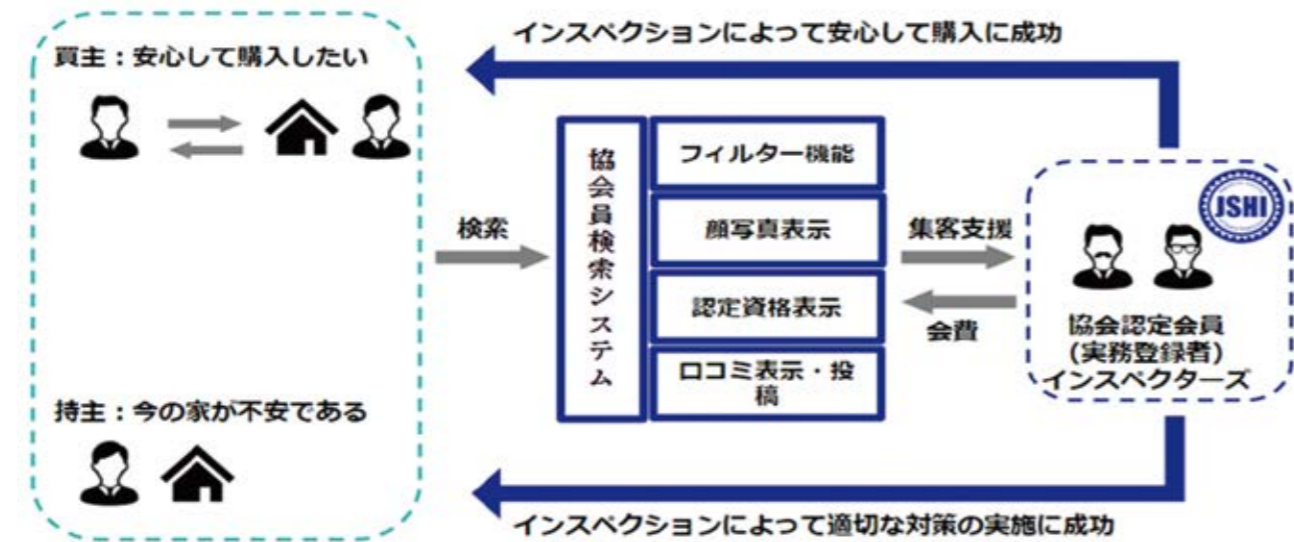 インスペクションによって安心して購入に成功
買主：安心して購入したい
協会員検索システム
フィルター機能
顔写真表示
認定資格表示
口コミ表示・投
稿
検索
集客支援
会費
JSHI
協会認定会員
(実務登録者)
インスペクターズ
持主：今の家が不安である
インスペクションによって適切な対策の実施に成功